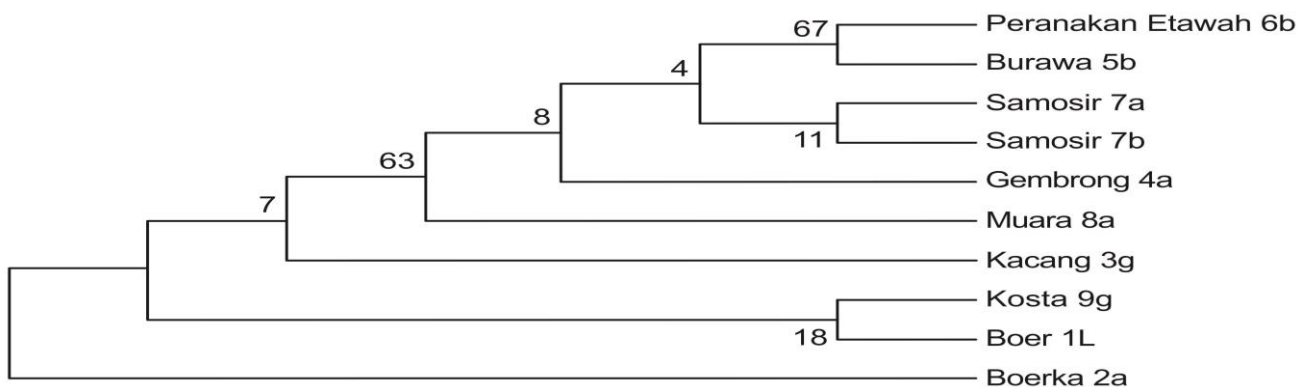 67 Peranakan Etawah 6b
4 Burawa 5b
Samosir 7a
8 11 Samosir 7b
63 Gembrong 4a
7 Muara 8a
Kacang 3g
Kosta 9g
18 Boer 1L
Boerka 2a